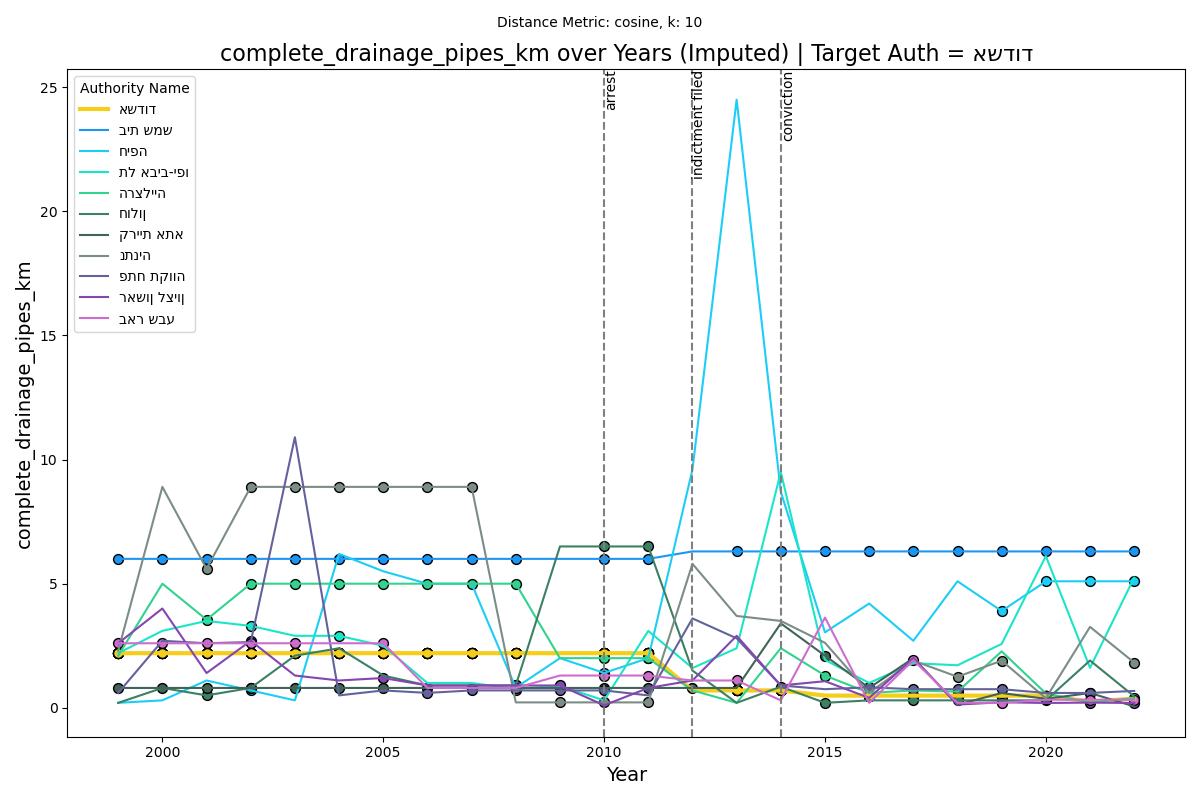 Distance Metric: cosine, k: 10
complete_drainage_pipes_km over Years (Imputed) | Target Auth = אשדוד
complete_drainage_pipes_km
25
20
15
10
5
0
Authority Name
אשדוד
בית שמש
חיפה
תל אביב-יפו
הרצלייה
חולון
קריית אתא
נתניה
פתח תקווה
ראשון לציון
באר שבע
arrest
indictment filed
conviction
2000
2005
2010
2015
2020
Year